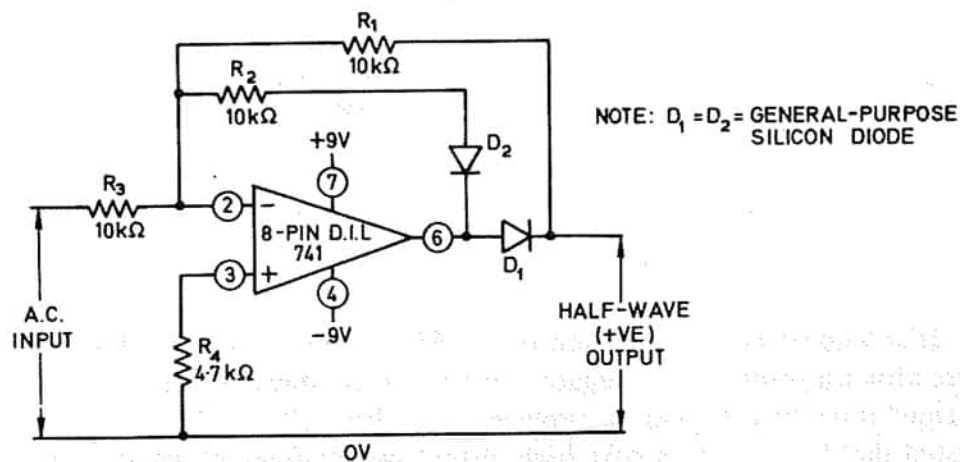 R1
10kΩ
R2
10kΩ
NOTE: D1 = D2 = GENERAL-PURPOSE
SILICON DIODE
+9V
D2
7
R3
10kΩ
2
−
8-PIN D.I.L
741
6
D1
3
+
4
−9V
A.C.
INPUT
R4
4·7kΩ
HALF-WAVE
(+VE)
OUTPUT
0V